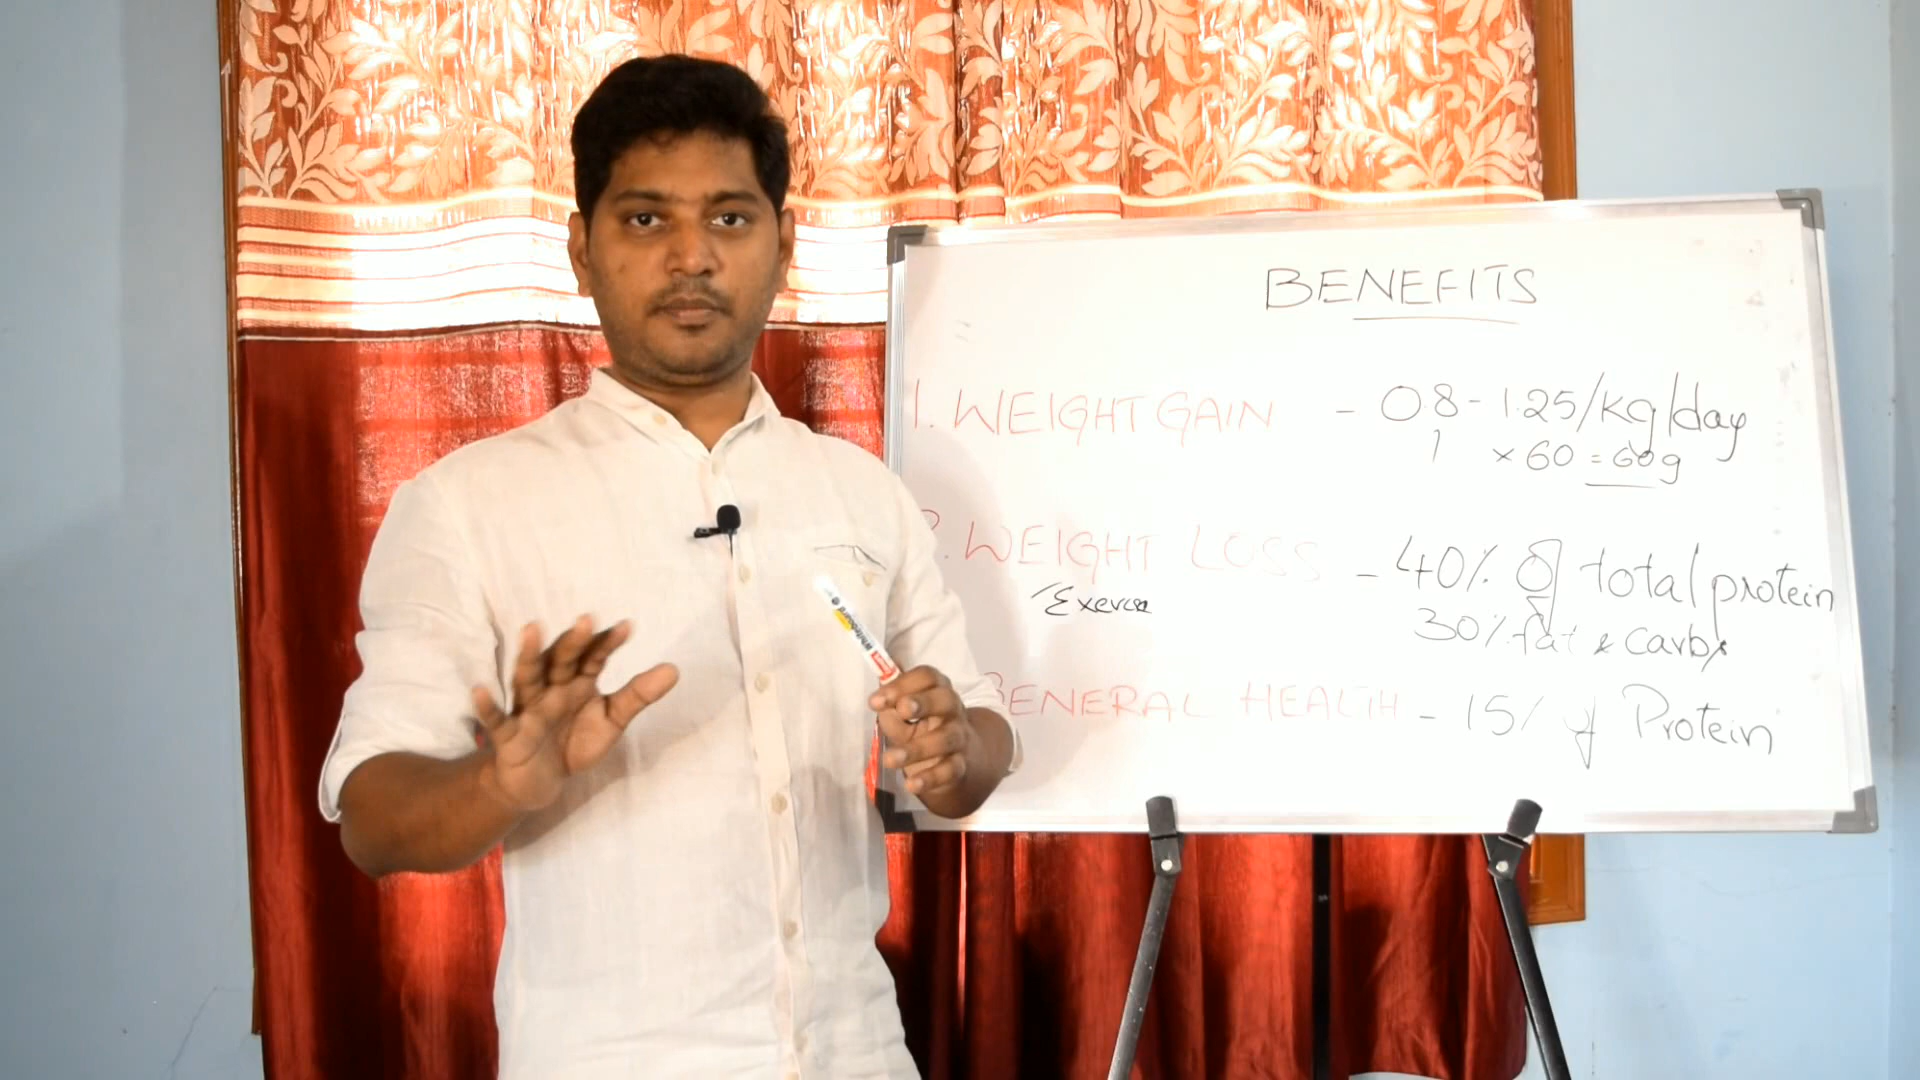 BENEFITS
1. WEIGHT GAIN - 0.8 - 1.25/kg/day
1 × 60 = 60g
2. WEIGHT LOSS - 40% of total protein
30% fat & carbs
GENERAL HEALTH - 15% of Protein
Whiteboard